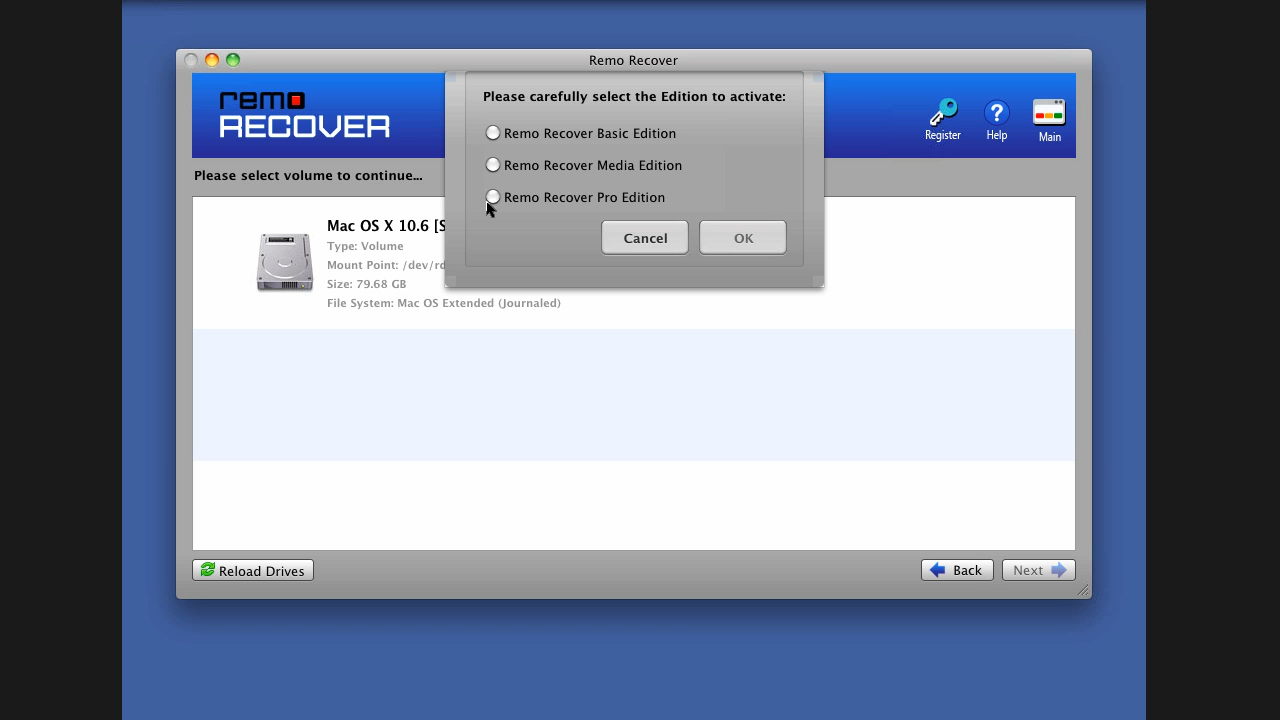 Remo Recover
remo
RECOVER
Please carefully select the Edition to activate:
Remo Recover Basic Edition
Remo Recover Media Edition
Remo Recover Pro Edition
Cancel
OK
Register
Help
Main
Please select volume to continue...
Mac OS X 10.6 [S
Type: Volume
Mount Point: /dev/rd
Size: 79.68 GB
File System: Mac OS Extended (Journaled)
Reload Drives
Back
Next